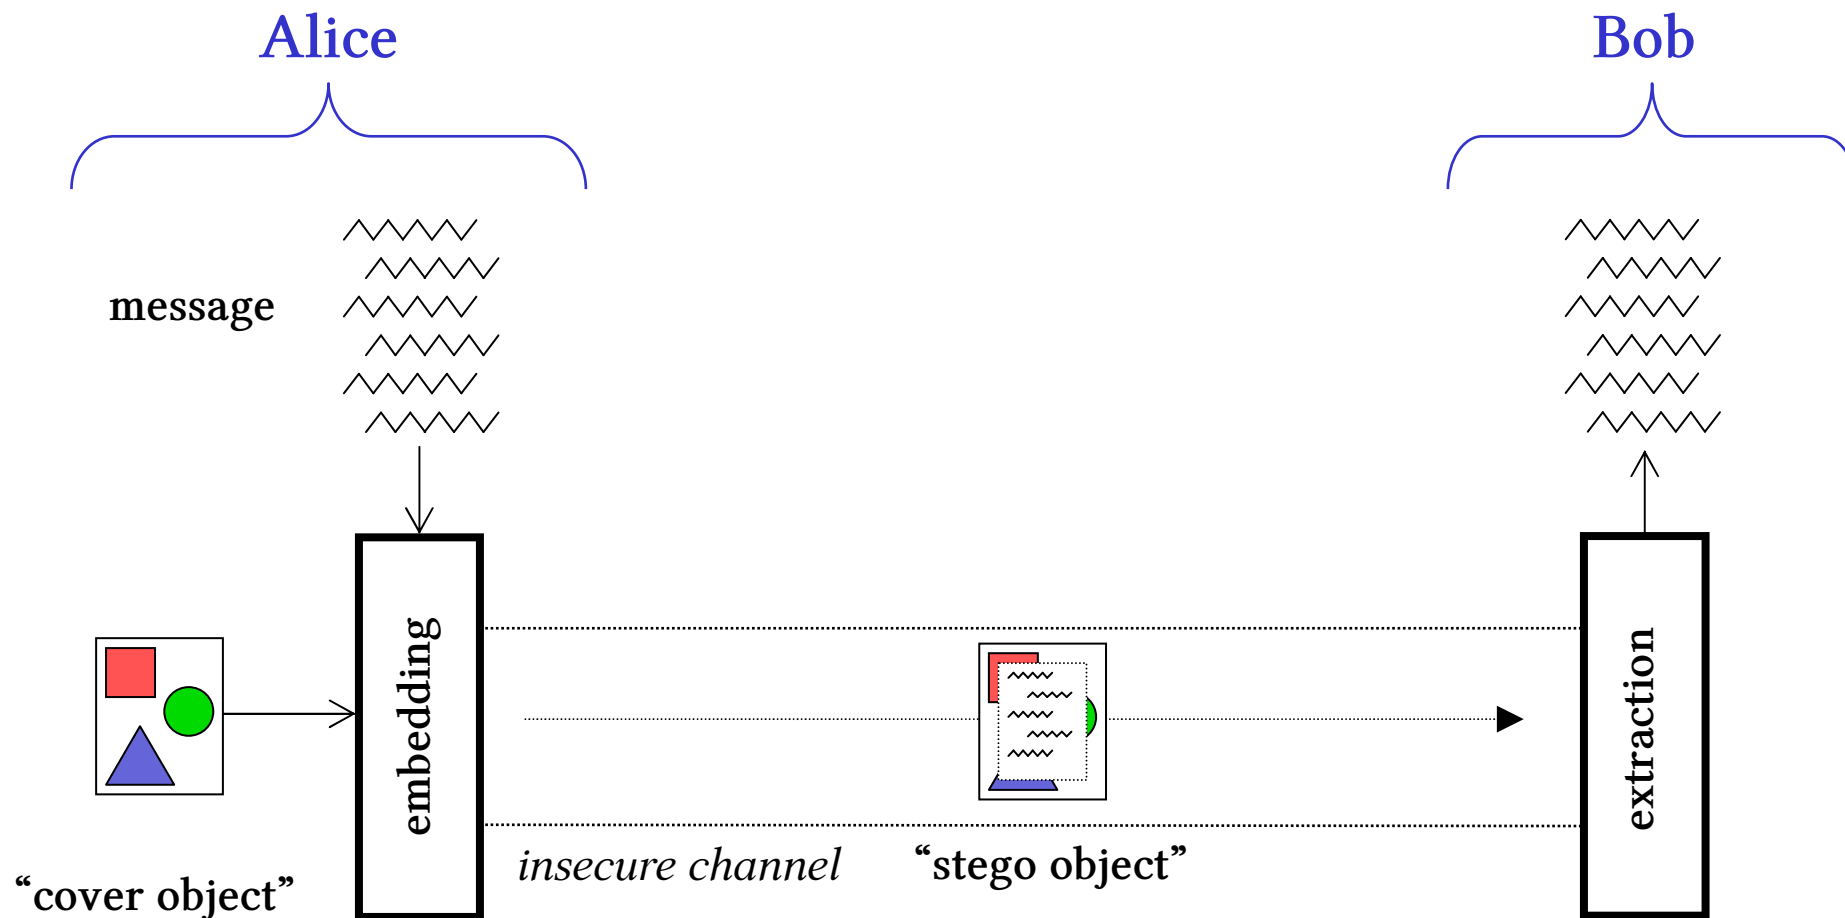 Alice
Bob
message
embedding
extraction
insecure channel
“stego object”
“cover object”